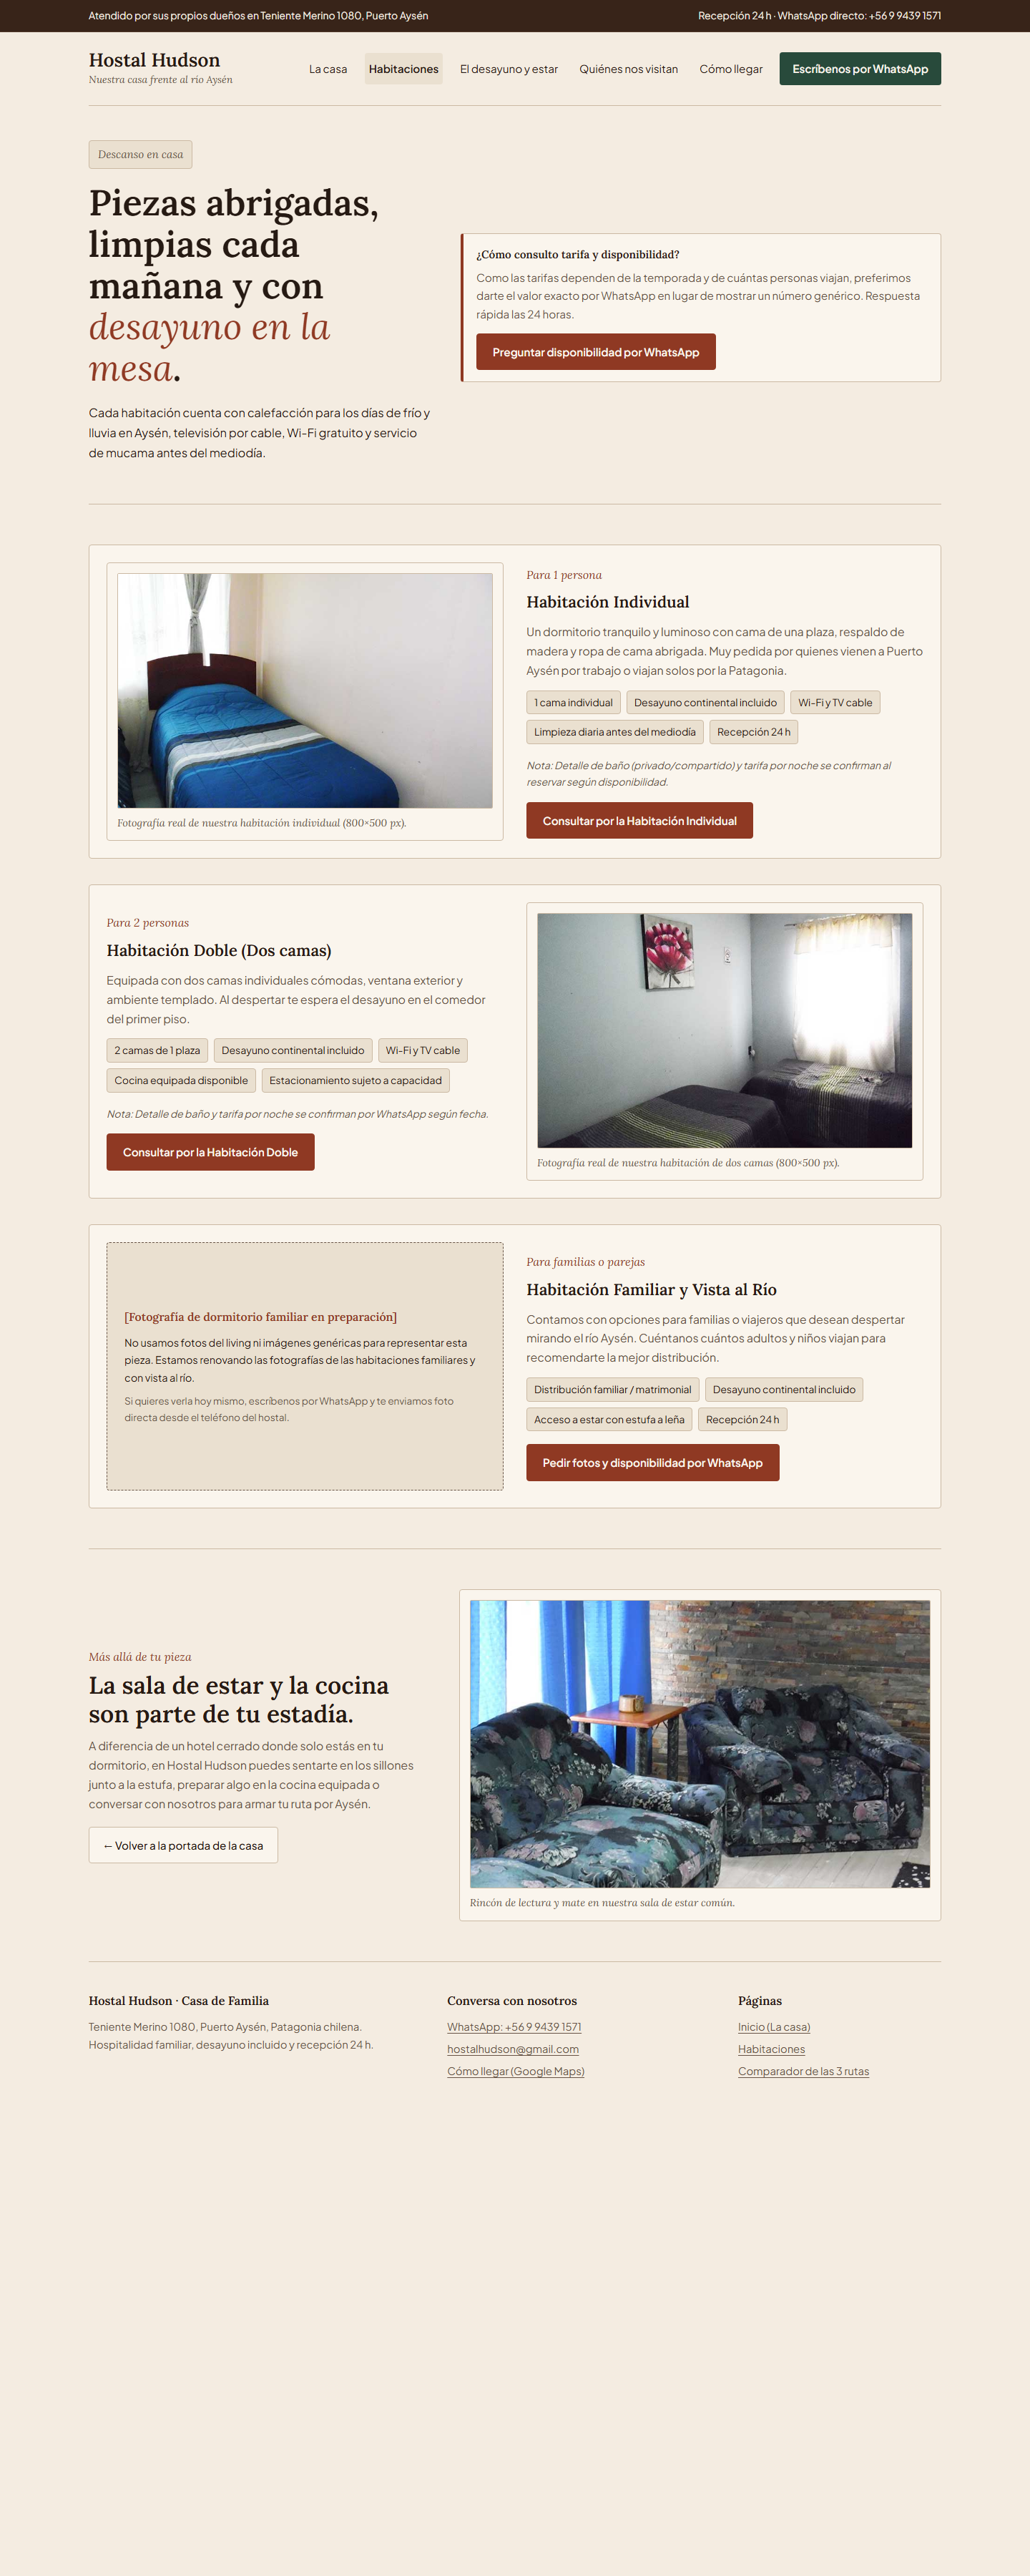 Atendido por sus propios dueños en Teniente Merino 1080, Puerto Aysén
Recepción 24 h · WhatsApp directo: +56 9 9439 1571
Hostal Hudson
Nuestra casa frente al río Aysén
La casa
Habitaciones
El desayuno y estar
Quiénes nos visitan
Cómo llegar
Escríbenos por WhatsApp
Descanso en casa
Piezas abrigadas,
limpias cada
mañana y con
desayuno en la
mesa.
Cada habitación cuenta con calefacción para los días de frío y
lluvia en Aysén, televisión por cable, Wi-Fi gratuito y servicio
de mucama antes del mediodía.
¿Cómo consulto tarifa y disponibilidad?
Como las tarifas dependen de la temporada y de cuántas personas viajan, preferimos
darte el valor exacto por WhatsApp en lugar de mostrar un número genérico. Respuesta
rápida las 24 horas.
Preguntar disponibilidad por WhatsApp
Fotografía real de nuestra habitación individual (800×500 px).
Para 1 persona
Habitación Individual
Un dormitorio tranquilo y luminoso con cama de una plaza, respaldo de
madera y ropa de cama abrigada. Muy pedida por quienes vienen a Puerto
Aysén por trabajo o viajan solos por la Patagonia.
1 cama individual
Desayuno continental incluido
Wi-Fi y TV cable
Limpieza diaria antes del mediodía
Recepción 24 h
Nota: Detalle de baño (privado/compartido) y tarifa por noche se confirman al
reservar según disponibilidad.
Consultar por la Habitación Individual
Para 2 personas
Habitación Doble (Dos camas)
Equipada con dos camas individuales cómodas, ventana exterior y
ambiente templado. Al despertar te espera el desayuno en el comedor
del primer piso.
2 camas de 1 plaza
Desayuno continental incluido
Wi-Fi y TV cable
Cocina equipada disponible
Estacionamiento sujeto a capacidad
Nota: Detalle de baño y tarifa por noche se confirman por WhatsApp según fecha.
Consultar por la Habitación Doble
Fotografía real de nuestra habitación de dos camas (800×500 px).
[Fotografía de dormitorio familiar en preparación]
No usamos fotos del living ni imágenes genéricas para representar esta
pieza. Estamos renovando las fotografías de las habitaciones familiares y
con vista al río.
Si quieres verla hoy mismo, escríbenos por WhatsApp y te enviamos foto
directa desde el teléfono del hostal.
Para familias o parejas
Habitación Familiar y Vista al Río
Contamos con opciones para familias o viajeros que desean despertar
mirando el río Aysén. Cuéntanos cuántos adultos y niños viajan para
recomendarte la mejor distribución.
Distribución familiar / matrimonial
Desayuno continental incluido
Acceso a estar con estufa a leña
Recepción 24 h
Pedir fotos y disponibilidad por WhatsApp
Más allá de tu pieza
La sala de estar y la cocina
son parte de tu estadía.
A diferencia de un hotel cerrado donde solo estás en tu
dormitorio, en Hostal Hudson puedes sentarte en los sillones
junto a la estufa, preparar algo en la cocina equipada o
conversar con nosotros para armar tu ruta por Aysén.
← Volver a la portada de la casa
Rincón de lectura y mate en nuestra sala de estar común.
Hostal Hudson · Casa de Familia
Teniente Merino 1080, Puerto Aysén, Patagonia chilena.
Hospitalidad familiar, desayuno incluido y recepción 24 h.
Conversa con nosotros
WhatsApp: +56 9 9439 1571
hostalhudson@gmail.com
Cómo llegar (Google Maps)
Páginas
Inicio (La casa)
Habitaciones
Comparador de las 3 rutas